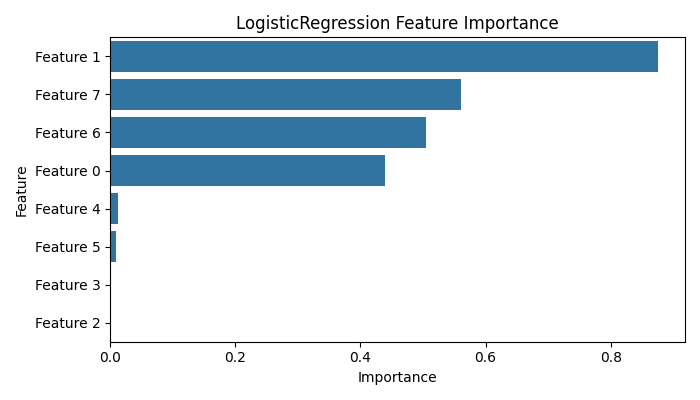 LogisticRegression Feature Importance
Feature
Feature 1
Feature 7
Feature 6
Feature 0
Feature 4
Feature 5
Feature 3
Feature 2
0.0 0.2 0.4 0.6 0.8
Importance